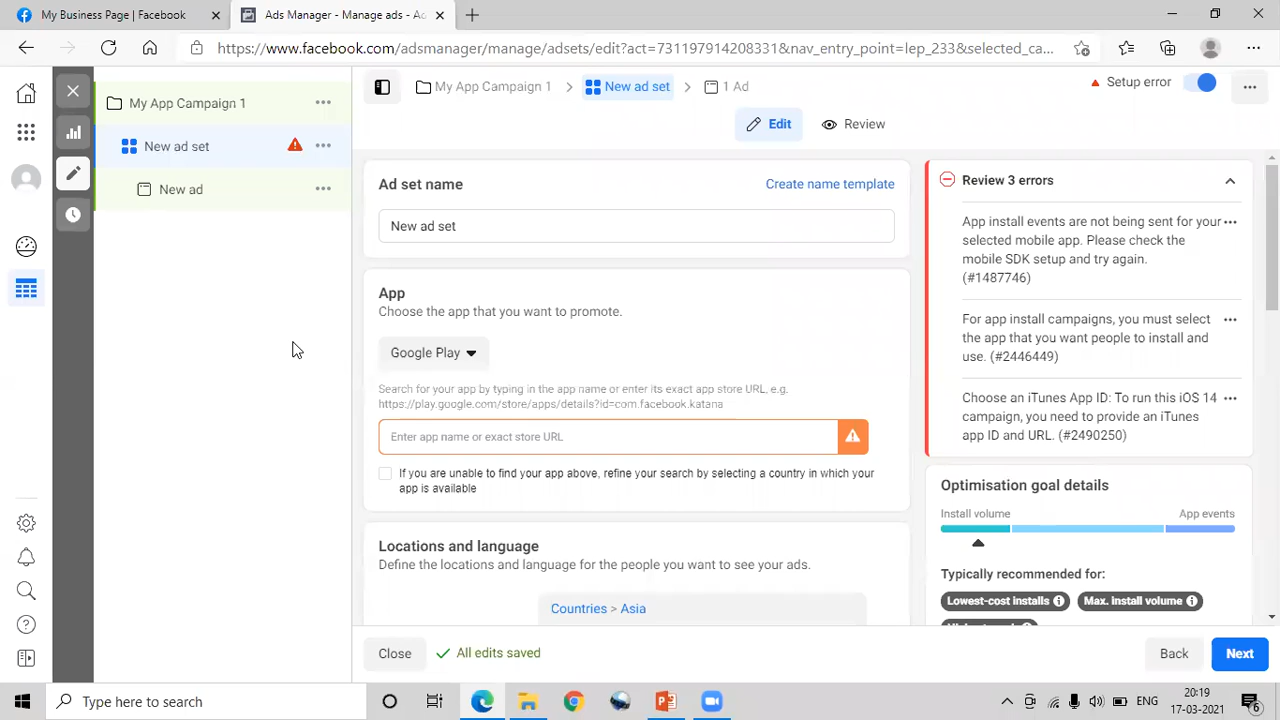 My Business Page | Facebook
Ads Manager - Manage ads - Ad
https://www.facebook.com/adsmanager/manage/adsets/edit?act=731197914208331&nav_entry_point=lep_233&selected_ca...
My App Campaign 1
New ad set
New ad
My App Campaign 1 > New ad set > 1 Ad
Setup error
Edit
Review
Ad set name
Create name template
New ad set
App
Choose the app that you want to promote.
Google Play
Search for your app by typing in the app name or enter its exact app store URL, e.g.
https://play.google.com/store/apps/details?id=com.facebook.katana
Enter app name or exact store URL
If you are unable to find your app above, refine your search by selecting a country in which your
app is available
Locations and language
Define the locations and language for the people you want to see your ads.
Countries > Asia
Review 3 errors
App install events are not being sent for your
selected mobile app. Please check the
mobile SDK setup and try again.
(#1487746)
For app install campaigns, you must select
the app that you want people to install and
use. (#2446449)
Choose an iTunes App ID: To run this iOS 14
campaign, you need to provide an iTunes
app ID and URL. (#2490250)
Optimisation goal details
Install volume
App events
Typically recommended for:
Lowest-cost installs
Max. install volume
Close
All edits saved
Back
Next
Type here to search
ENG
20:19
17-03-2021
6